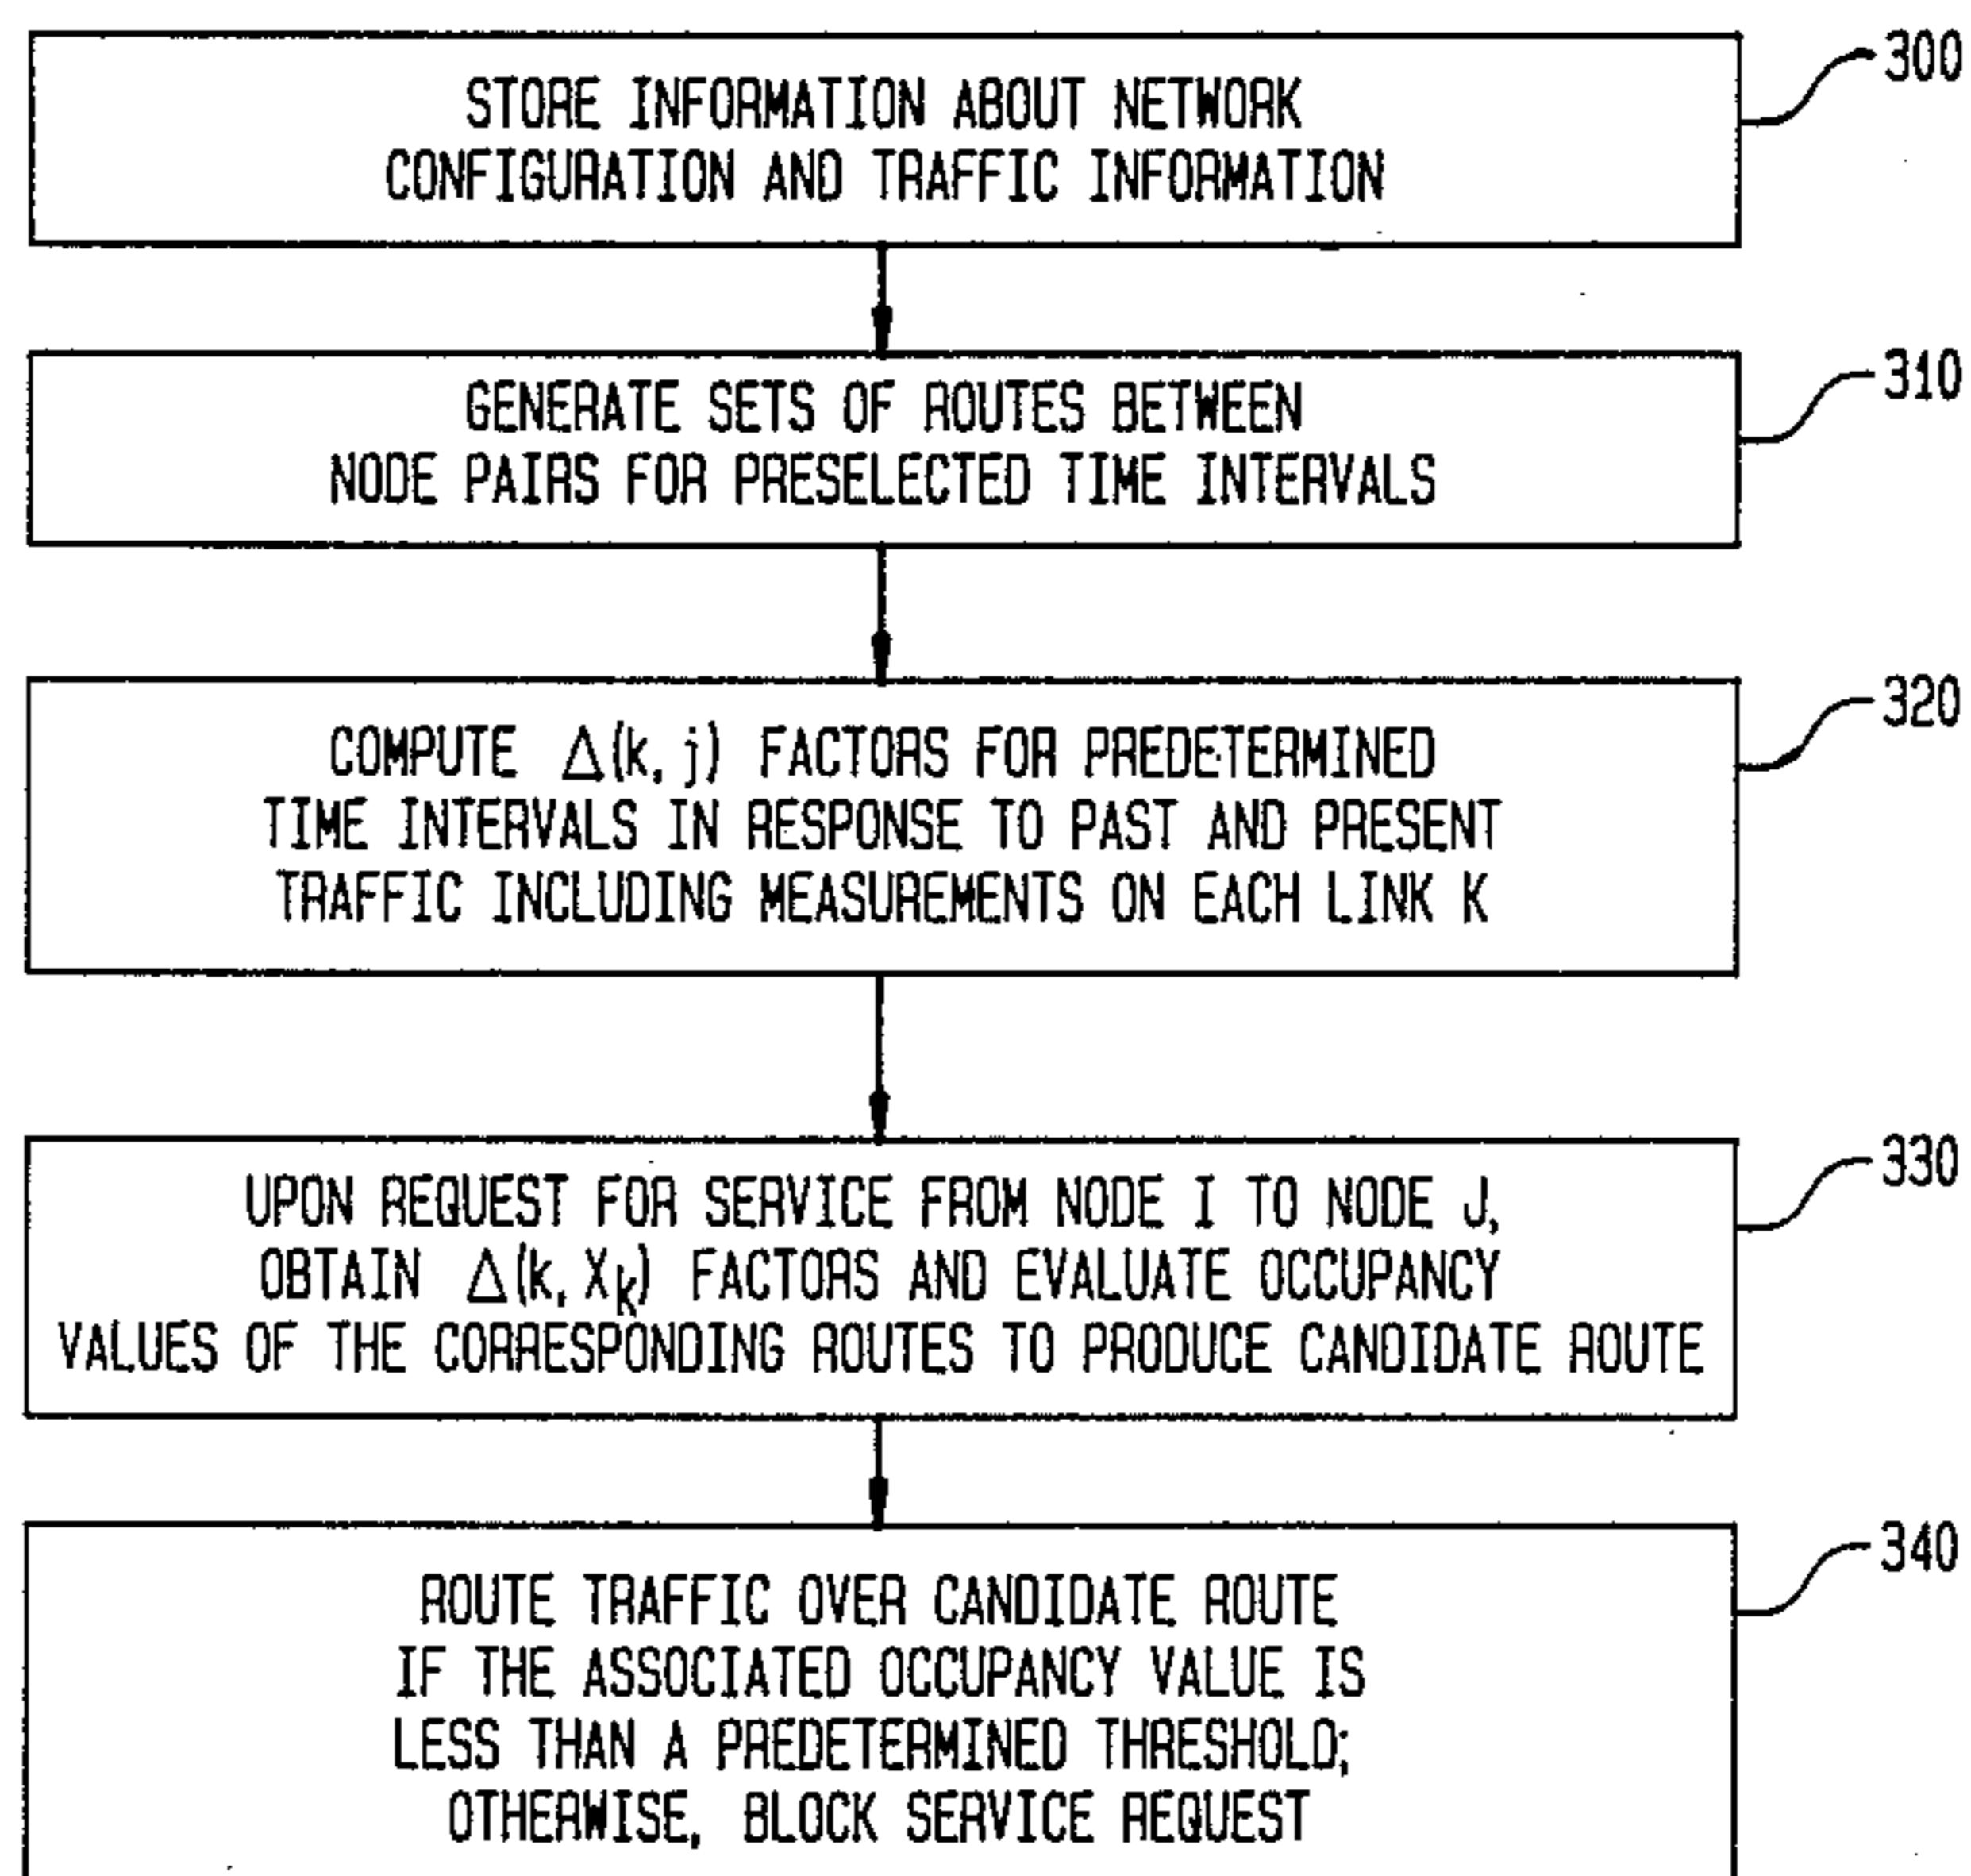 STORE INFORMATION ABOUT NETWORK
CONFIGURATION AND TRAFFIC INFORMATION
300
GENERATE SETS OF ROUTES BETWEEN
NODE PAIRS FOR PRESELECTED TIME INTERVALS
310
COMPUTE Δ(k, j) FACTORS FOR PREDETERMINED
TIME INTERVALS IN RESPONSE TO PAST AND PRESENT
TRAFFIC INCLUDING MEASUREMENTS ON EACH LINK K
320
UPON REQUEST FOR SERVICE FROM NODE I TO NODE J,
OBTAIN Δ(k, Xk) FACTORS AND EVALUATE OCCUPANCY
VALUES OF THE CORRESPONDING ROUTES TO PRODUCE CANDIDATE ROUTE
330
ROUTE TRAFFIC OVER CANDIDATE ROUTE
IF THE ASSOCIATED OCCUPANCY VALUE IS
LESS THAN A PREDETERMINED THRESHOLD;
OTHERWISE, BLOCK SERVICE REQUEST
340